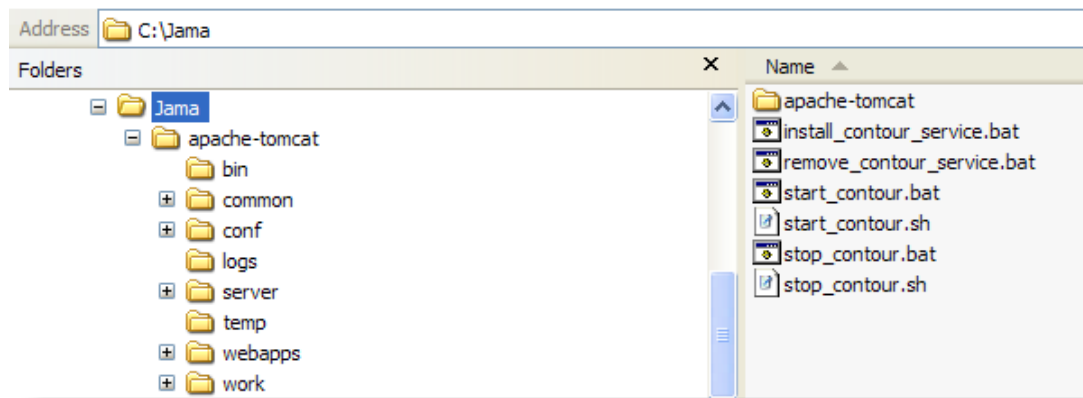 Address C:\Jama
Folders
Jama
apache-tomcat
bin
common
conf
logs
server
temp
webapps
work
Name
apache-tomcat
install_contour_service.bat
remove_contour_service.bat
start_contour.bat
start_contour.sh
stop_contour.bat
stop_contour.sh